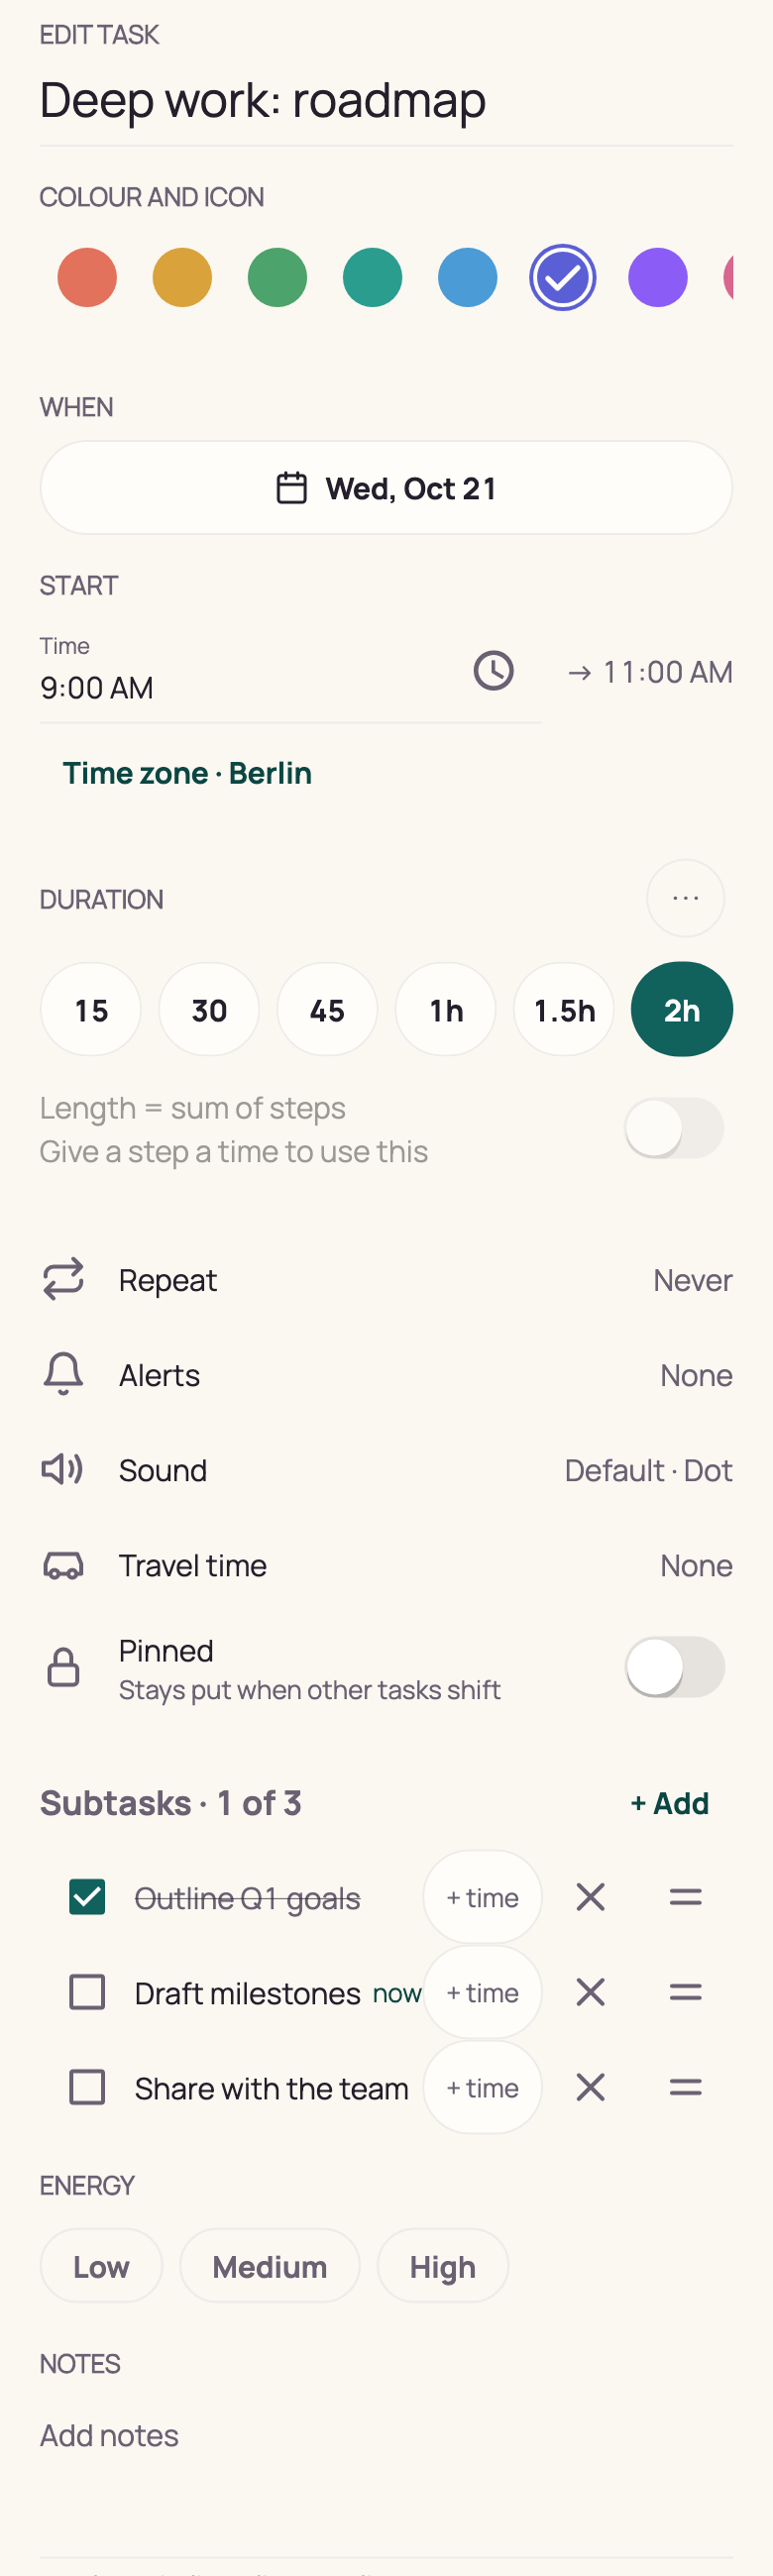 EDIT TASK
Deep work: roadmap
COLOUR AND ICON
WHEN
Wed, Oct 21
START
Time
9:00 AM
→ 11:00 AM
Time zone · Berlin
DURATION
···
15 30 45 1h 1.5h 2h
Length = sum of steps
Give a step a time to use this
Repeat Never
Alerts None
Sound Default · Dot
Travel time None
Pinned
Stays put when other tasks shift
Subtasks · 1 of 3 + Add
Outline Q1 goals + time
Draft milestones now + time
Share with the team + time
ENERGY
Low Medium High
NOTES
Add notes